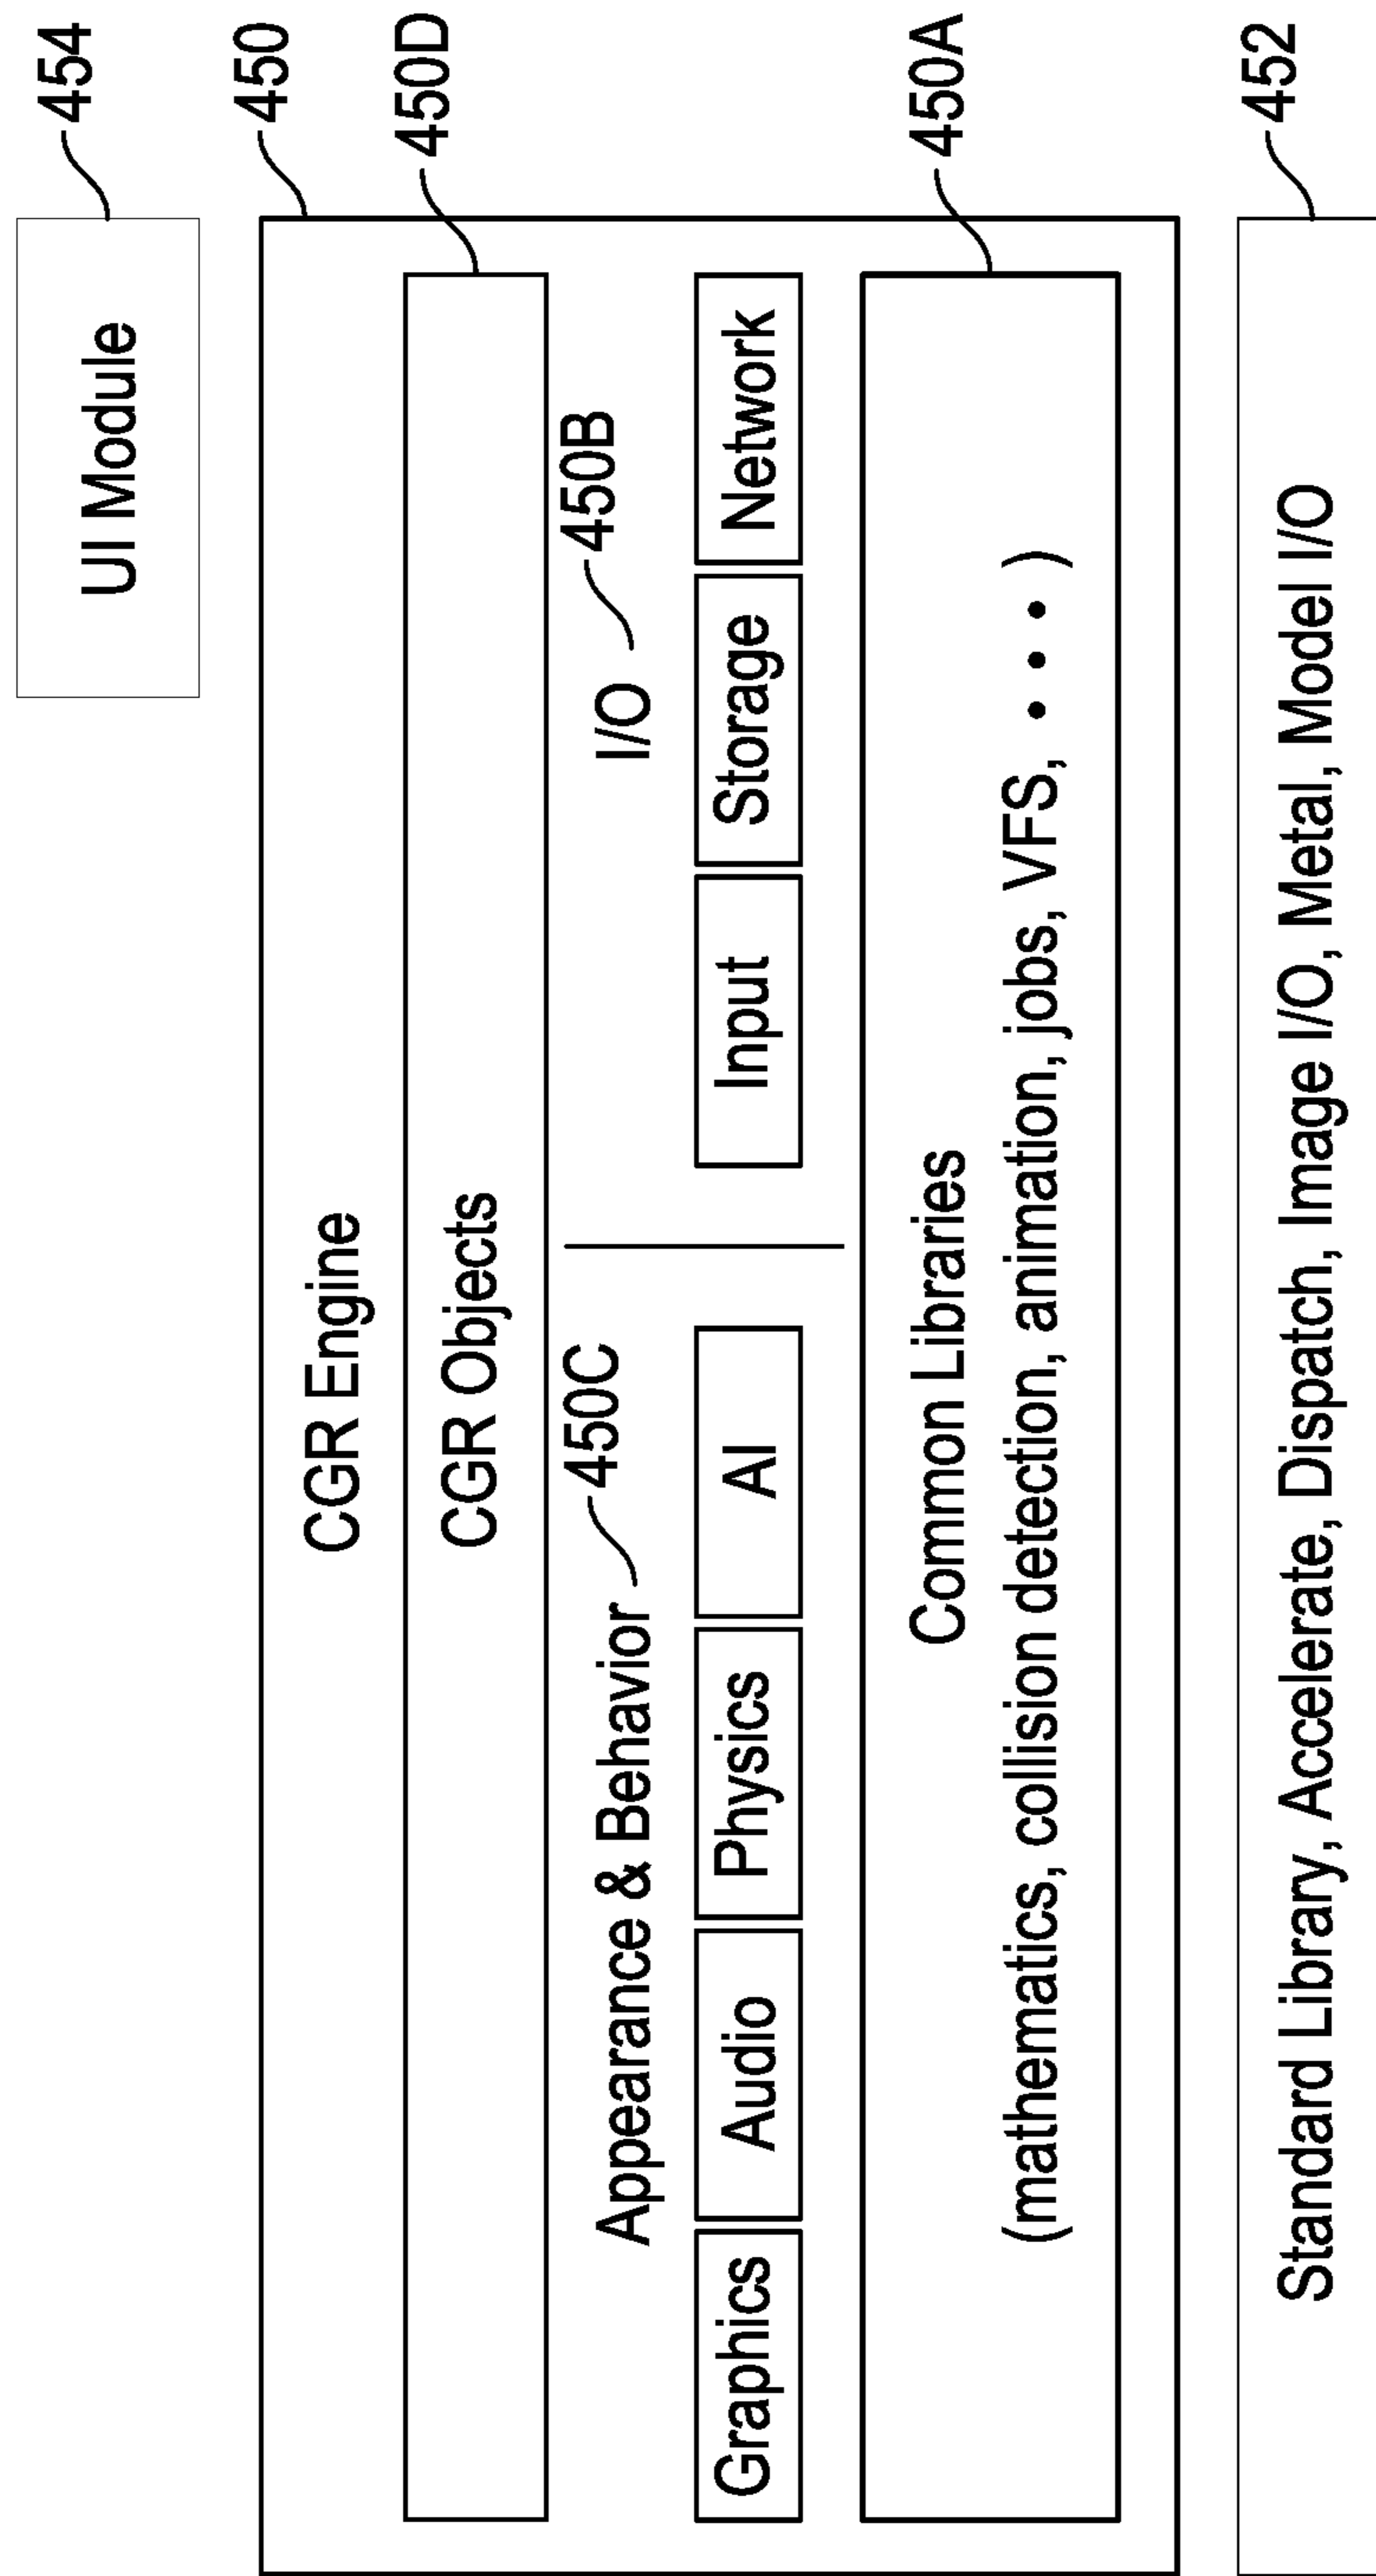 UI Module
454
CGR Engine
450
CGR Objects
450D
Appearance & Behavior
450C
I/O
450B
Graphics
Audio
Physics
AI
Input
Storage
Network
Common Libraries
450A
(mathematics, collision detection, animation, jobs, VFS, • • • )
Standard Library, Accelerate, Dispatch, Image I/O, Metal, Model I/O
452